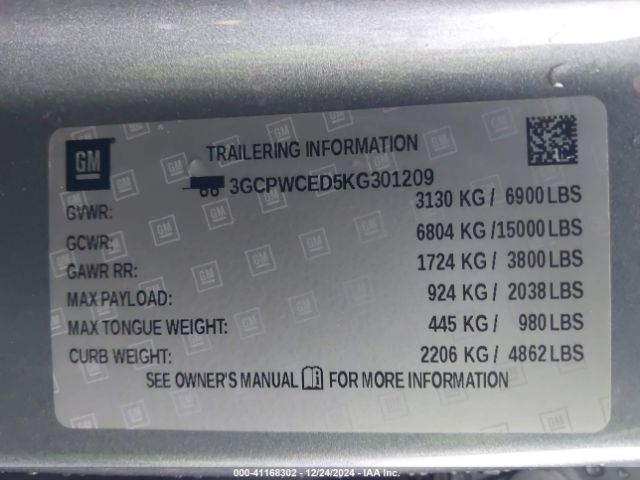 GM
TRAILERING INFORMATION
3GCPWCED5KG301209
GVWR: 3130 KG / 6900 LBS
GCWR: 6804 KG /15000 LBS
GAWR RR: 1724 KG / 3800 LBS
MAX PAYLOAD: 924 KG / 2038 LBS
MAX TONGUE WEIGHT: 445 KG / 980 LBS
CURB WEIGHT: 2206 KG / 4862 LBS
SEE OWNER'S MANUAL FOR MORE INFORMATION
000-41168302 - 12/24/2024 - IAA Inc.